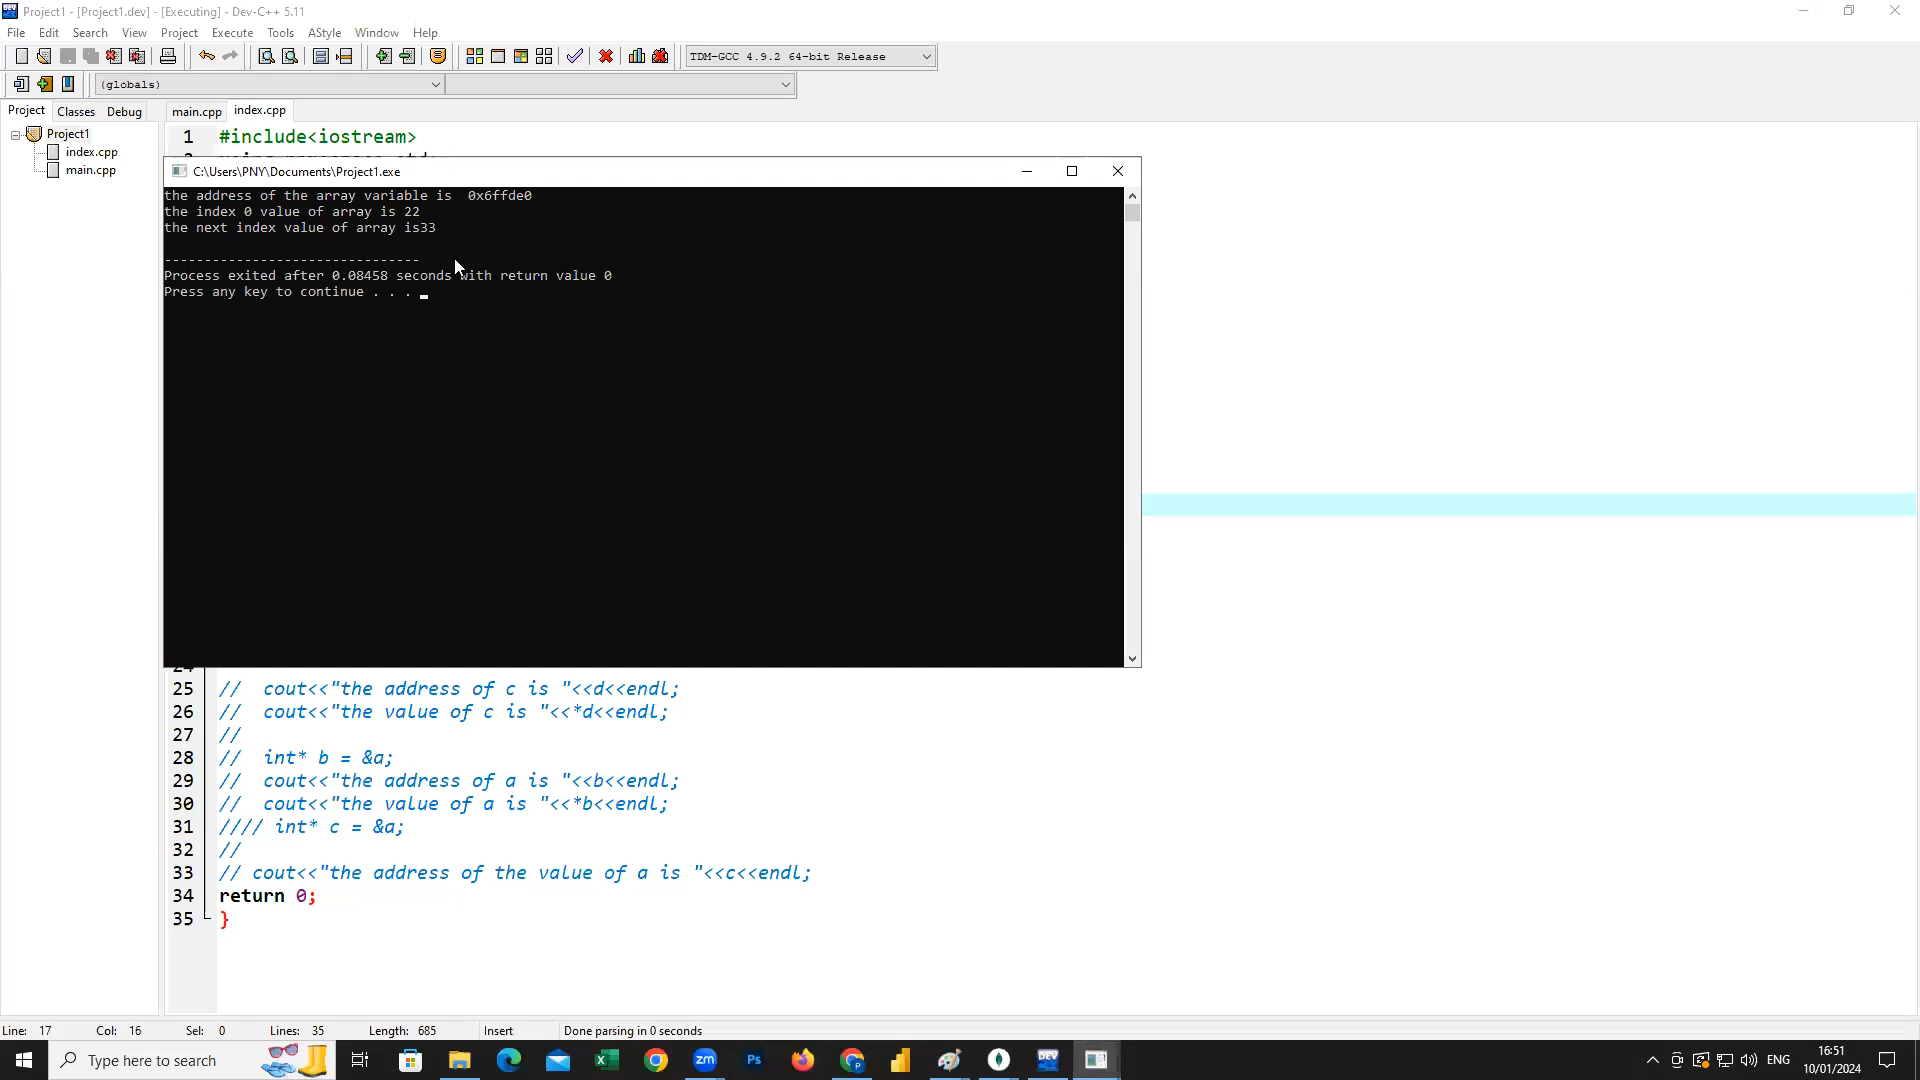 Project1 - [Project1.dev] - [Executing] - Dev-C++ 5.11
File Edit Search View Project Execute Tools AStyle Window Help
TDM-GCC 4.9.2 64-bit Release
(globals)
Project Classes Debug main.cpp index.cpp
Project1
index.cpp
main.cpp
1 #include<iostream>
C:\Users\PNY\Documents\Project1.exe
the address of the array variable is  0x6ffde0
the index 0 value of array is 22
the next index value of array is33
--------------------------------
Process exited after 0.08458 seconds with return value 0
Press any key to continue . . .
25 //  cout<<"the address of c is "<<d<<endl;
26 //  cout<<"the value of c is "<<*d<<endl;
27 //
28 //  int* b = &a;
29 //  cout<<"the address of a is "<<b<<endl;
30 //  cout<<"the value of a is "<<*b<<endl;
31 //// int* c = &a;
32 //
33 // cout<<"the address of the value of a is "<<c<<endl;
34 return 0;
35 }
Line: 17 Col: 16 Sel: 0 Lines: 35 Length: 685 Insert Done parsing in 0 seconds
Type here to search
ENG
16:51
10/01/2024